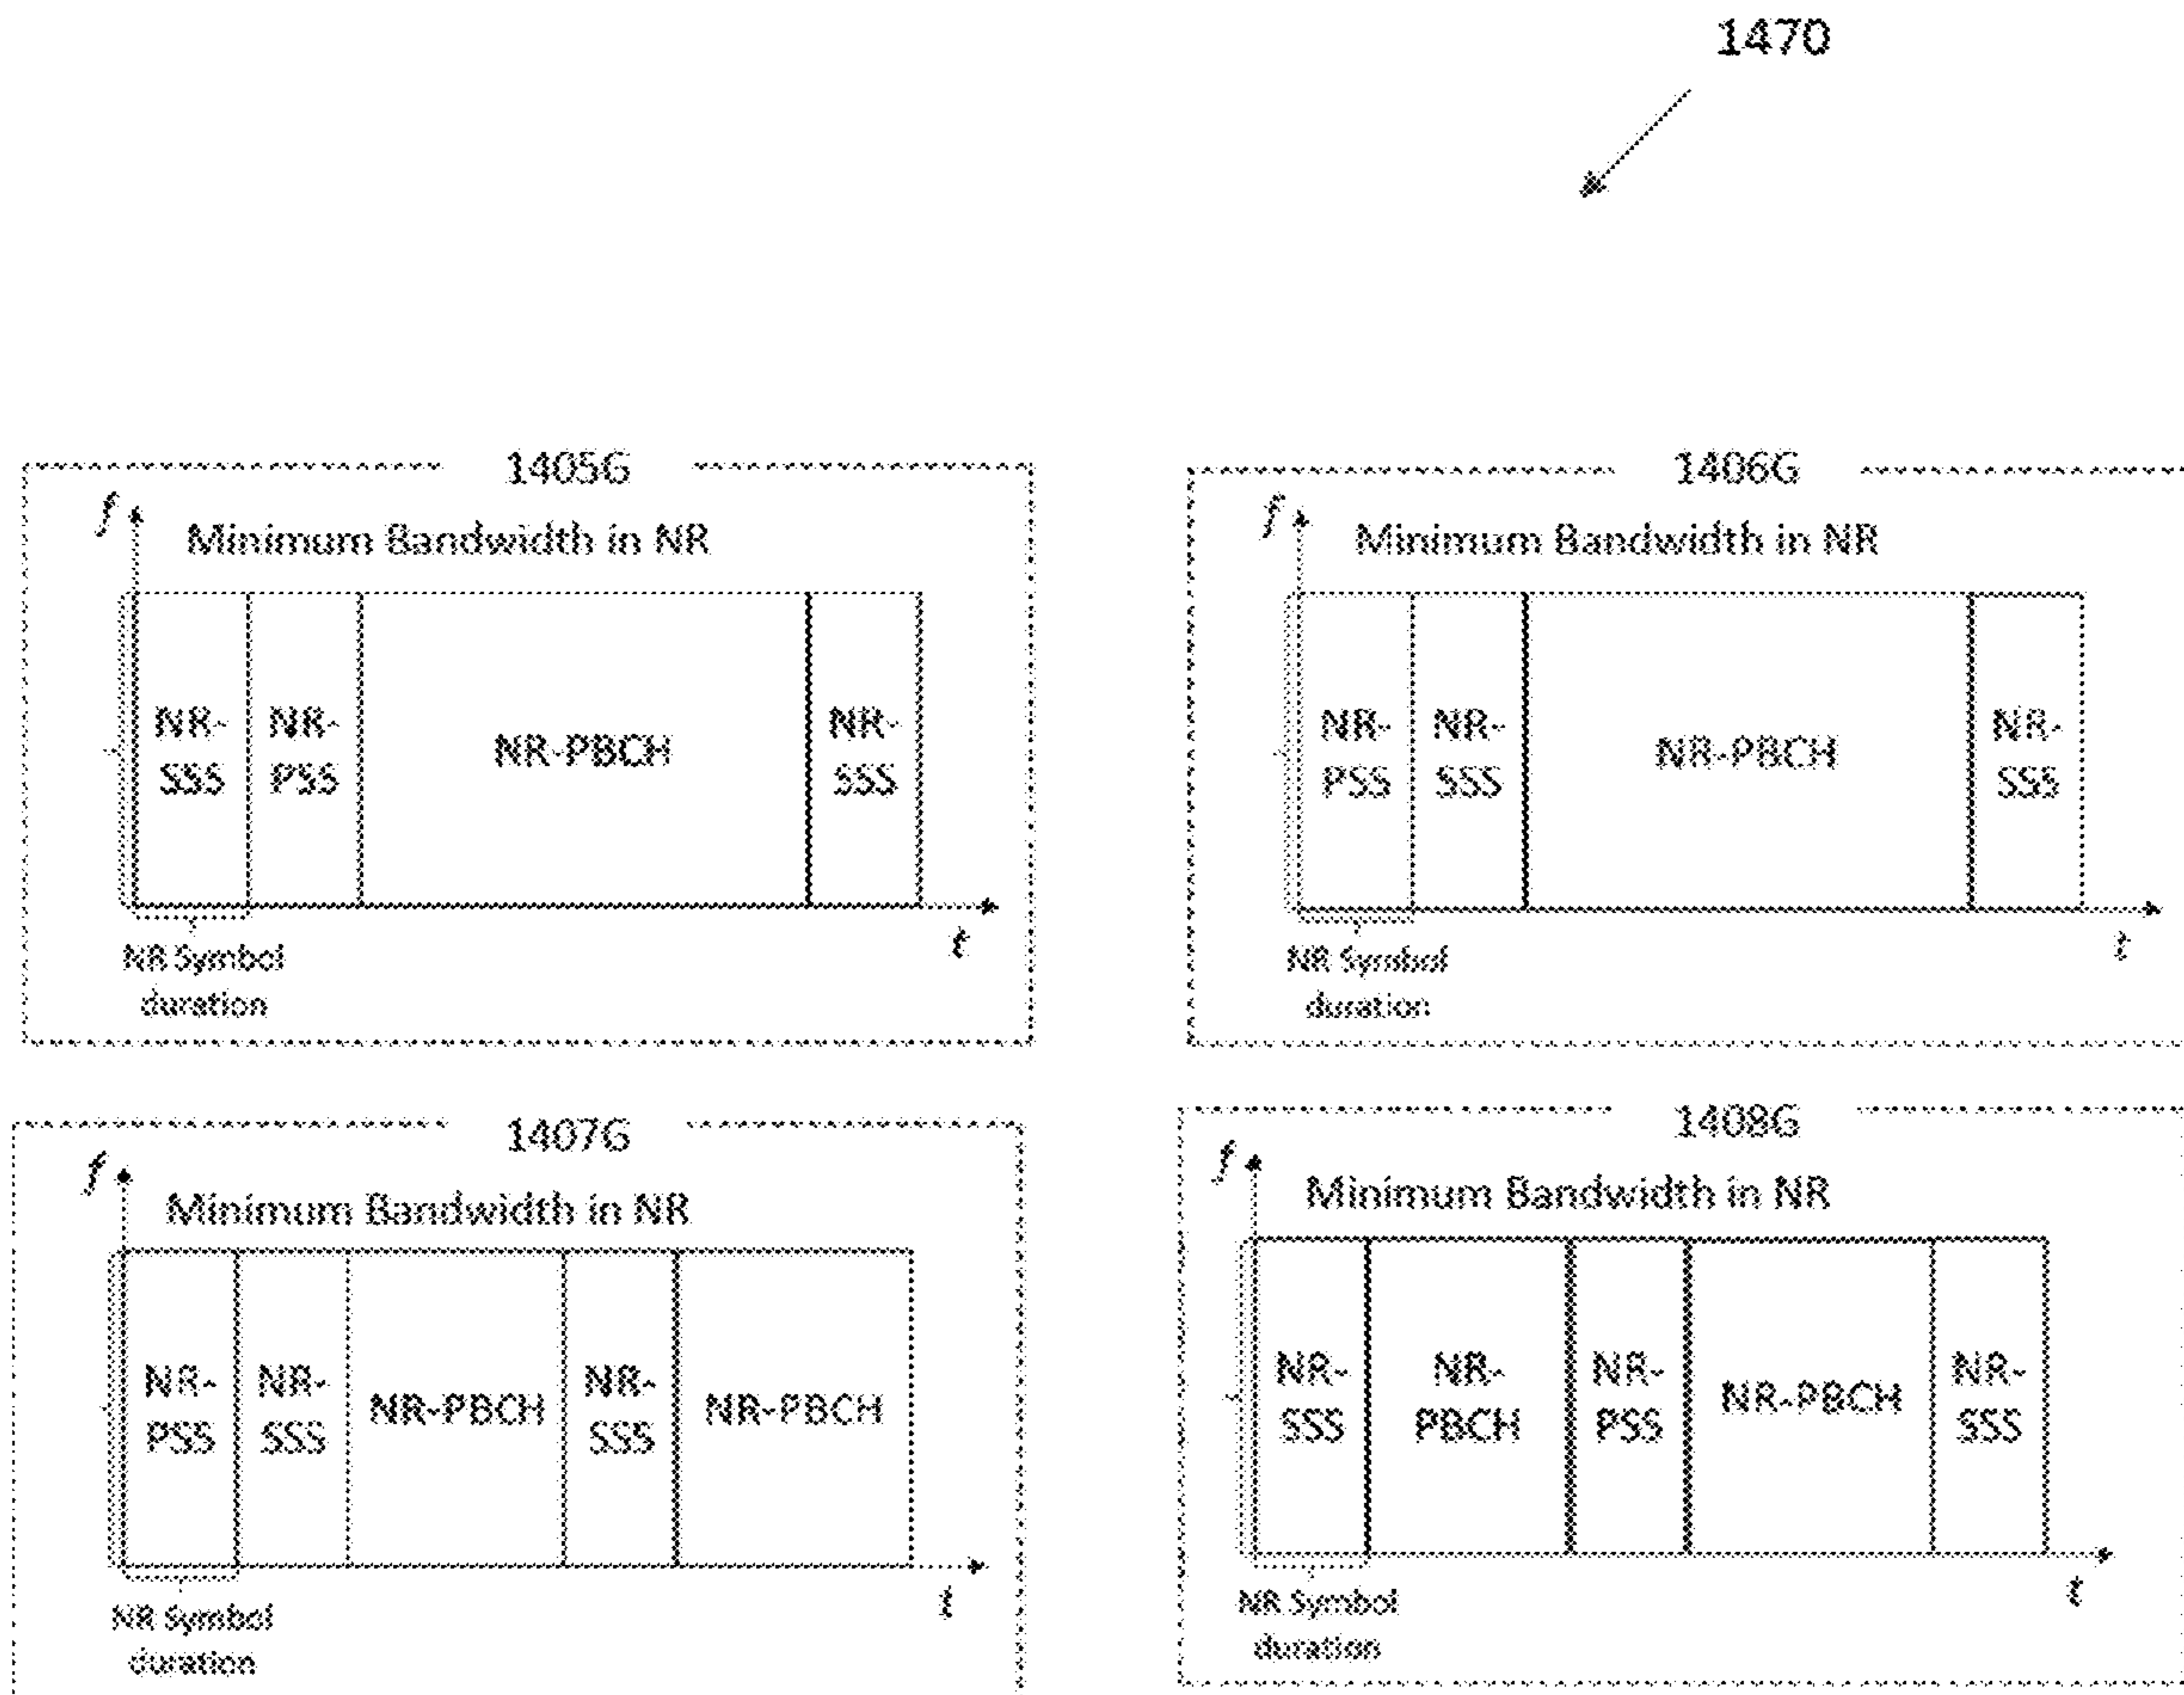 1470
1405G
f
Minimum Bandwidth in NR
NR-
SSS
NR-
PSS
NR-PBCH
NR-
SSS
t
NR Symbol
duration
1406G
f
Minimum Bandwidth in NR
NR-
PSS
NR-
SSS
NR-PBCH
NR-
SSS
t
NR Symbol
duration
1407G
f
Minimum Bandwidth in NR
NR-
PSS
NR-
SSS
NR-PBCH
NR-
SSS
NR-PBCH
t
NR Symbol
duration
1408G
f
Minimum Bandwidth in NR
NR-
SSS
NR-
PBCH
NR-
PSS
NR-PBCH
NR-
SSS
t
NR Symbol
duration